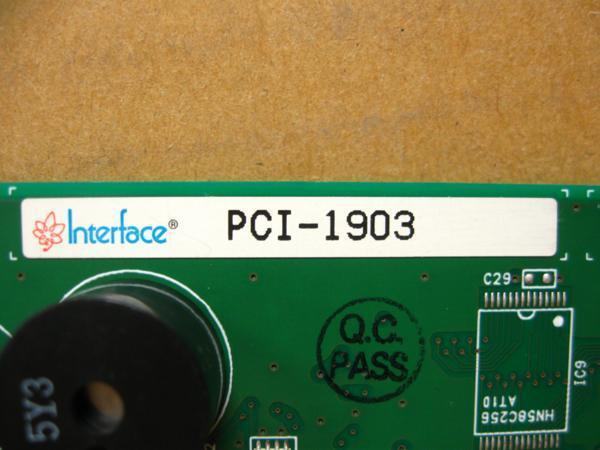 Interface® PCI-1903
C29
Q.C.
PASS
5Y3
HN58C256
AT10
IC9